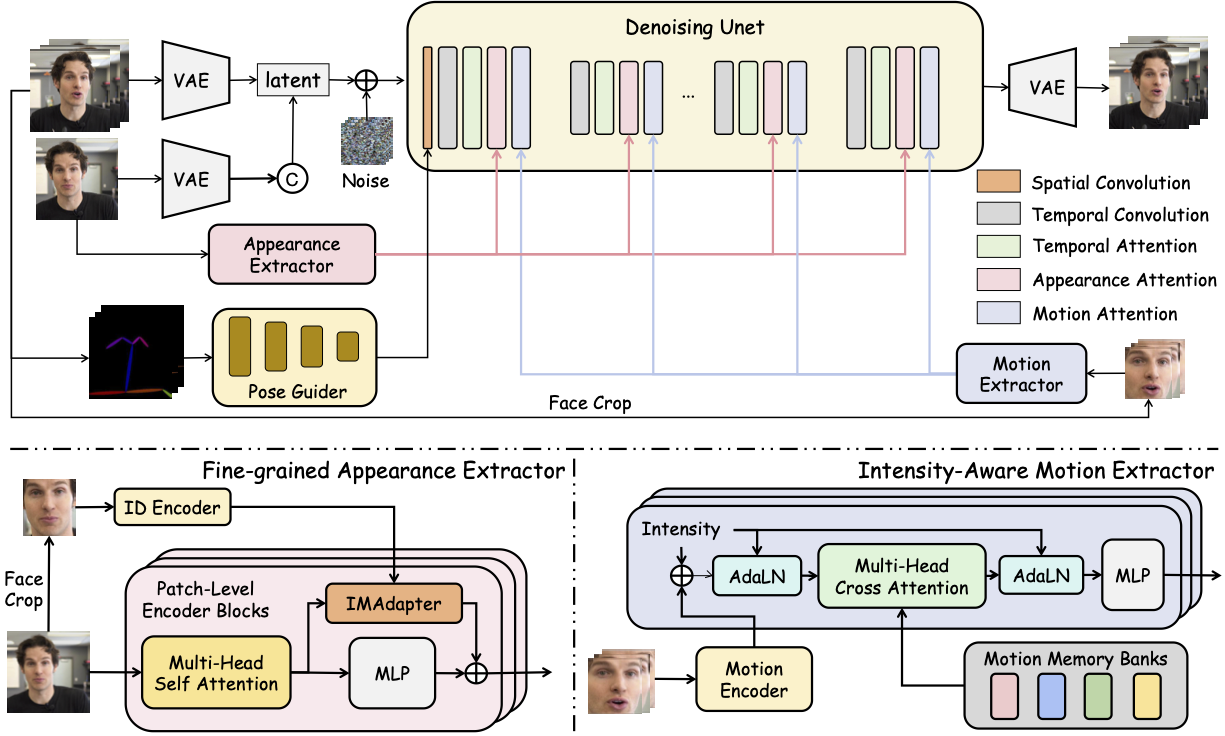 Denoising Unet
VAE
latent
...
VAE
VAE
C
Noise
Spatial Convolution
Temporal Convolution
Temporal Attention
Appearance Attention
Motion Attention
Appearance
Extractor
Pose Guider
Motion
Extractor
Face Crop
Fine-grained Appearance Extractor
ID Encoder
Face
Crop
Patch-Level
Encoder Blocks
IMAdapter
Multi-Head
Self Attention
MLP
Intensity-Aware Motion Extractor
Intensity
AdaLN
Multi-Head
Cross Attention
AdaLN
MLP
Motion
Encoder
Motion Memory Banks